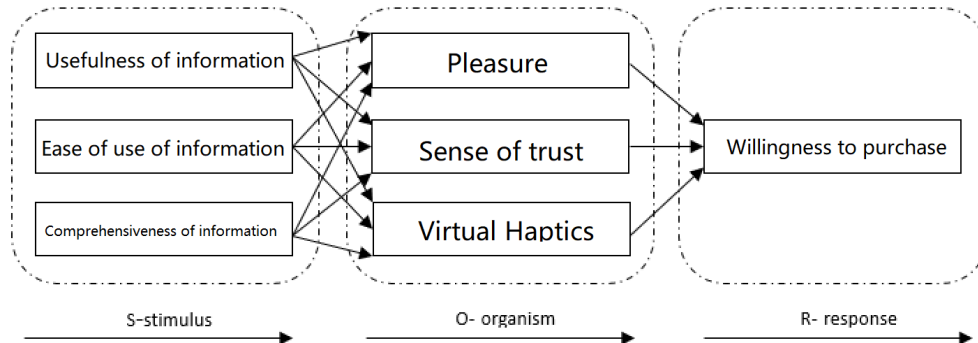 Usefulness of information
Pleasure
Ease of use of information
Sense of trust
Willingness to purchase
Comprehensiveness of information
Virtual Haptics
S-stimulus
O- organism
R- response